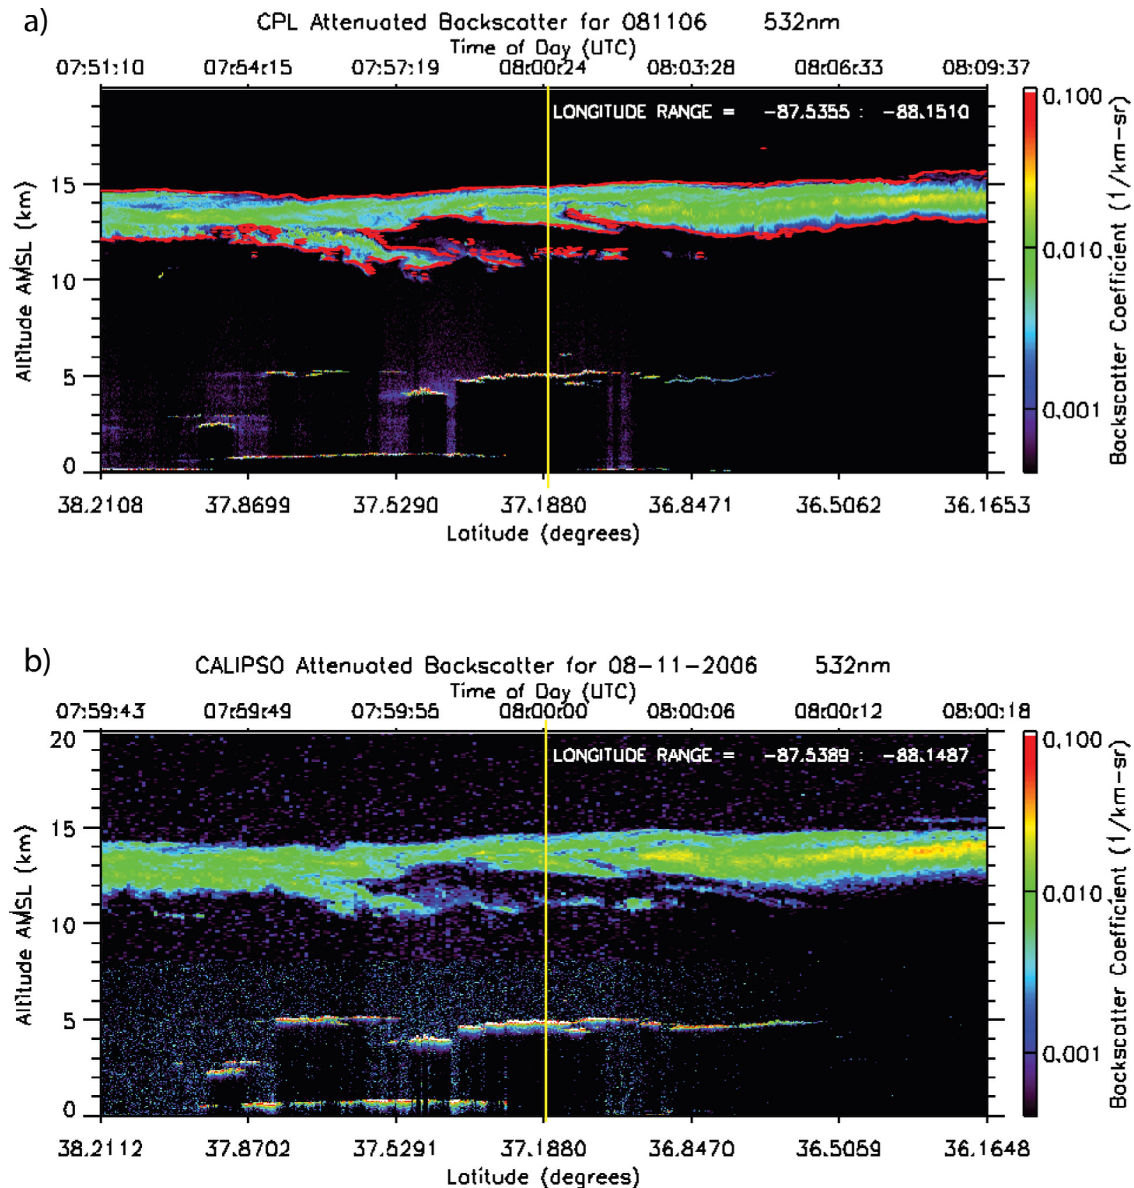 a)
CPL Attenuated Backscatter for 081106 532nm
Time of Day (UTC)
07:51:10 07:54:15 07:57:19 08:00:24 08:03:28 08:06:33 08:09:37
LONGITUDE RANGE = -87.5355 : -88.1510
15
10
5
0
Altitude AMSL (km)
0.100
0.010
0.001
Backscatter Coefficient (1/km-sr)
38.2108 37.8699 37.5290 37.1880 36.8471 36.5062 36.1653
Latitude (degrees)
b)
CALIPSO Attenuated Backscatter for 08-11-2006 532nm
Time of Day (UTC)
07:59:43 07:59:49 07:59:55 08:00:00 08:00:06 08:00:12 08:00:18
LONGITUDE RANGE = -87.5389 : -88.1487
20
15
10
5
0
Altitude AMSL (km)
0.100
0.010
0.001
Backscatter Coefficient (1/km-sr)
38.2112 37.8702 37.5291 37.1880 36.8470 36.5059 36.1648
Latitude (degrees)